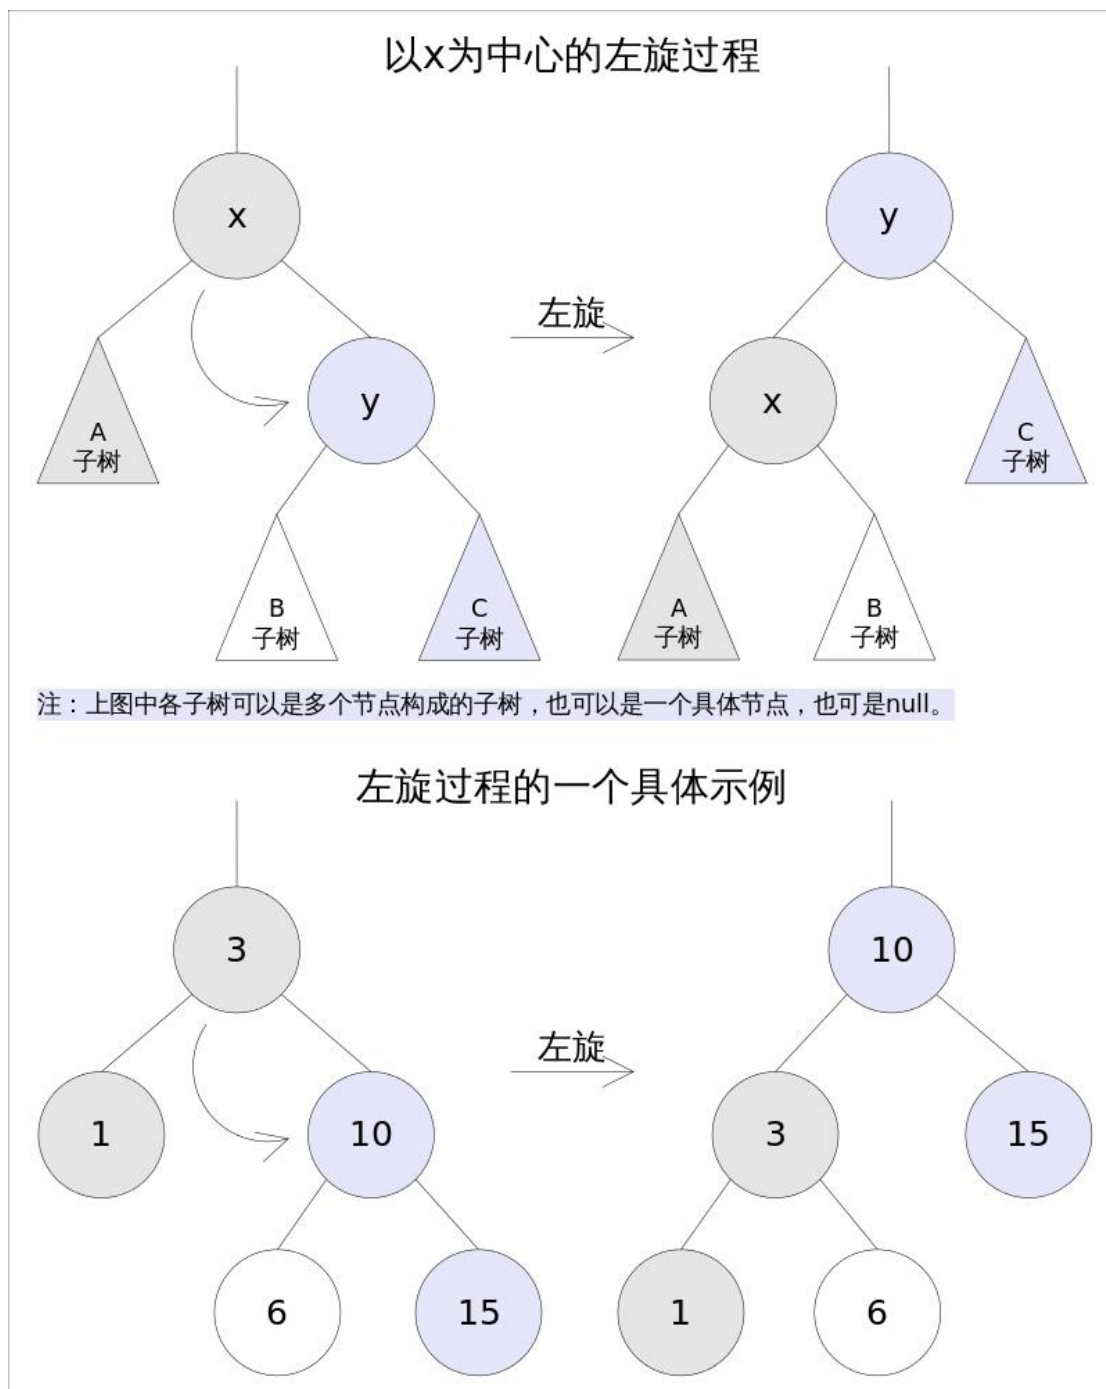 以x为中心的左旋过程
x
y
左旋
y
x
A
子树
C
子树
B
子树
C
子树
A
子树
B
子树
注：上图中各子树可以是多个节点构成的子树，也可以是一个具体节点，也可是null。
左旋过程的一个具体示例
3
10
左旋
1
10
3
15
6
15
1
6